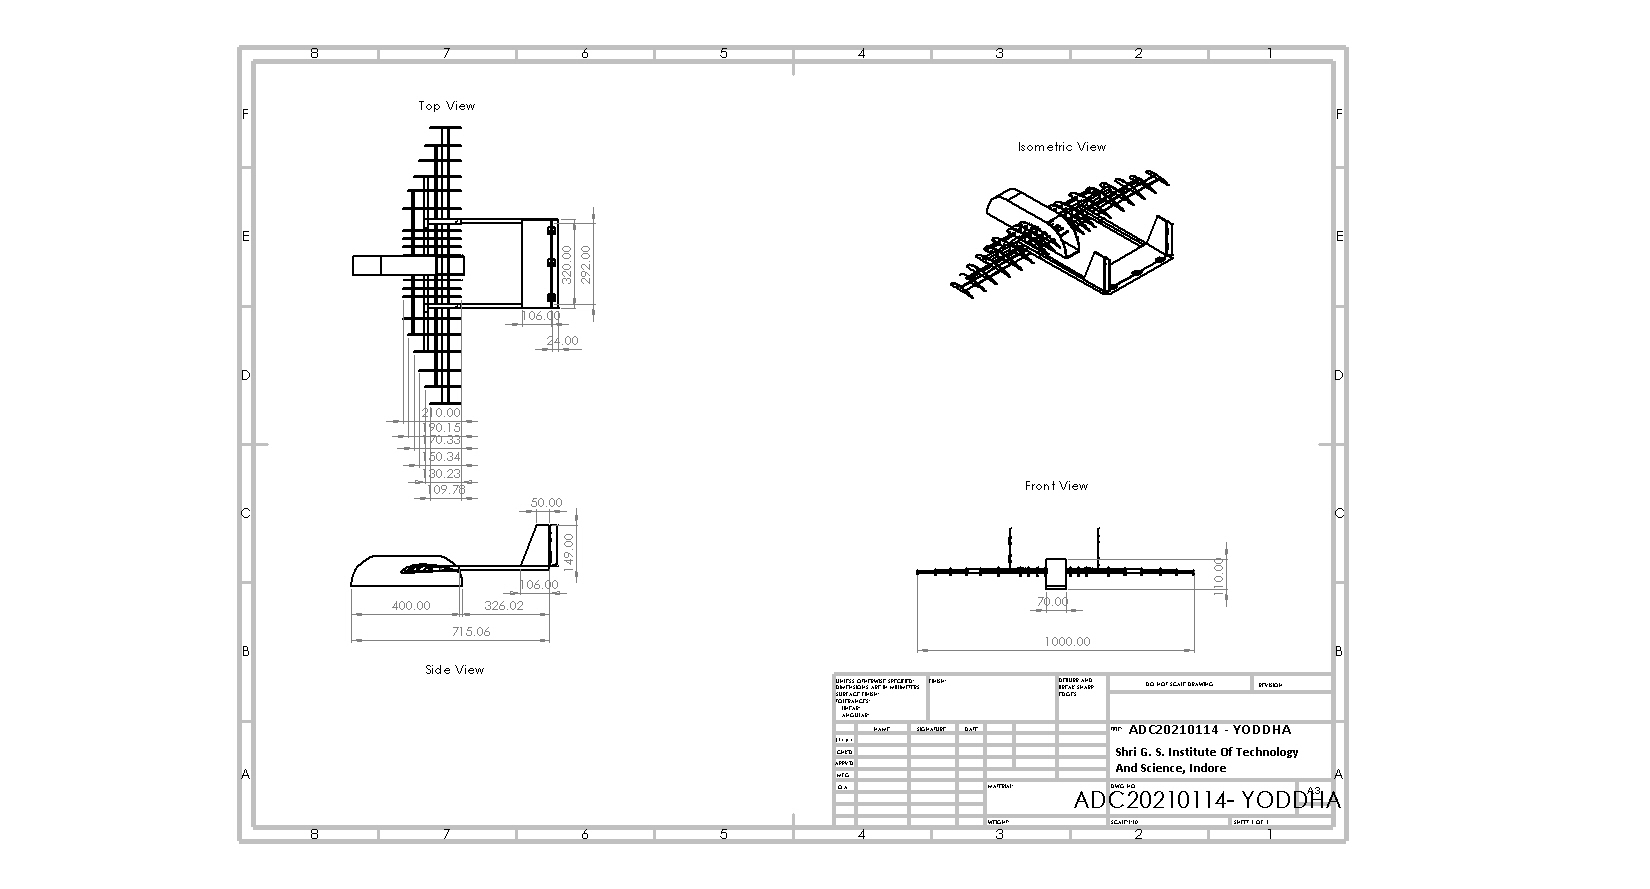 8 7 6 5 4 3 2 1
F
E
D
C
B
A
F
E
D
C
B
A
Top View
320.00
292.00
106.00
24.00
210.00
190.15
170.33
150.34
130.23
109.78
Isometric View
50.00
149.00
106.00
400.00
326.02
715.06
Side View
Front View
110.00
70.00
1000.00
UNLESS OTHERWISE SPECIFIED:
DIMENSIONS ARE IN MILLIMETERS
SURFACE FINISH:
TOLERANCES:
LINEAR:
ANGULAR:
FINISH:
DEBURR AND
BREAK SHARP
EDGES
DO NOT SCALE DRAWING
REVISION
NAME
SIGNATURE
DATE
CHK'D
APPV'D
MFG
Q.A
TITLE:
ADC20210114 - YODDHA
Shri G. S. Institute Of Technology
And Science, Indore
MATERIAL:
DWG NO.
ADC20210114- YODDHA
A3
WEIGHT:
SCALE:1:10
SHEET 1 OF 1
8 7 6 5 4 3 2 1